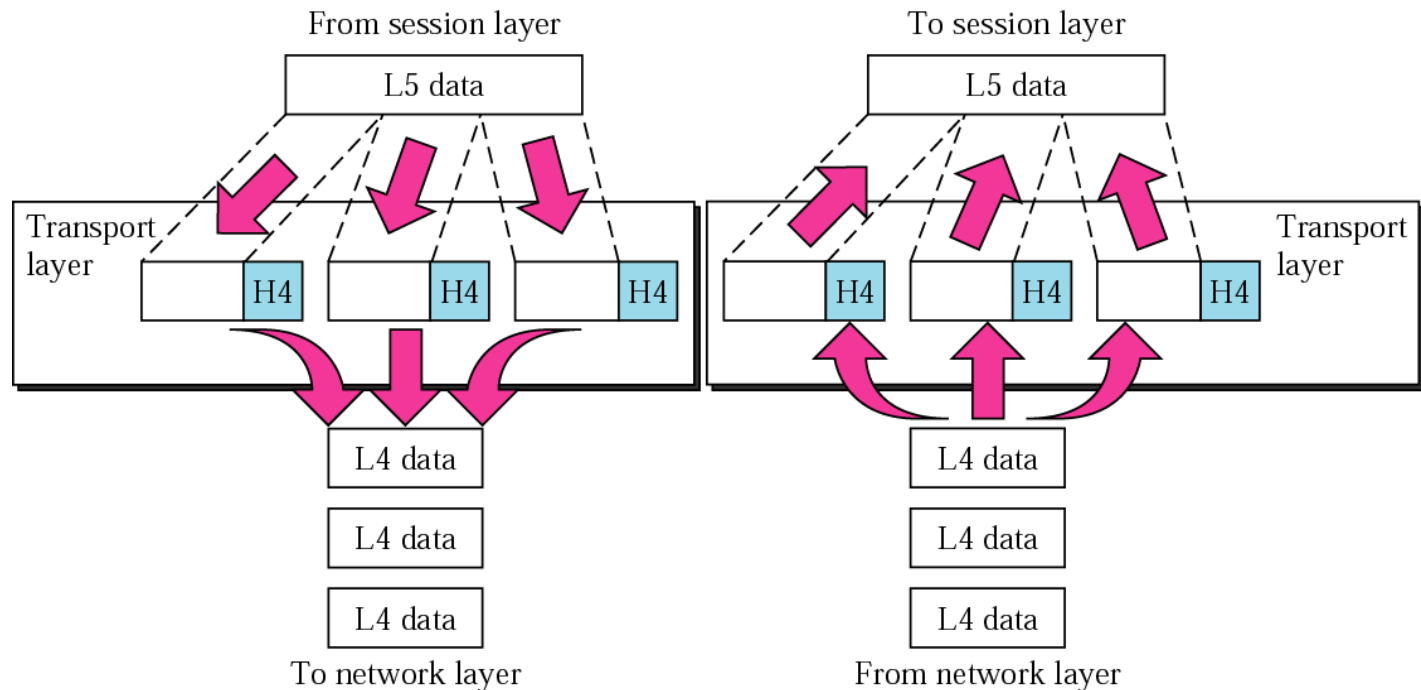 From session layer
L5 data
Transport
layer
H4
H4
H4
L4 data
L4 data
L4 data
To network layer
To session layer
L5 data
Transport
layer
H4
H4
H4
L4 data
L4 data
L4 data
From network layer